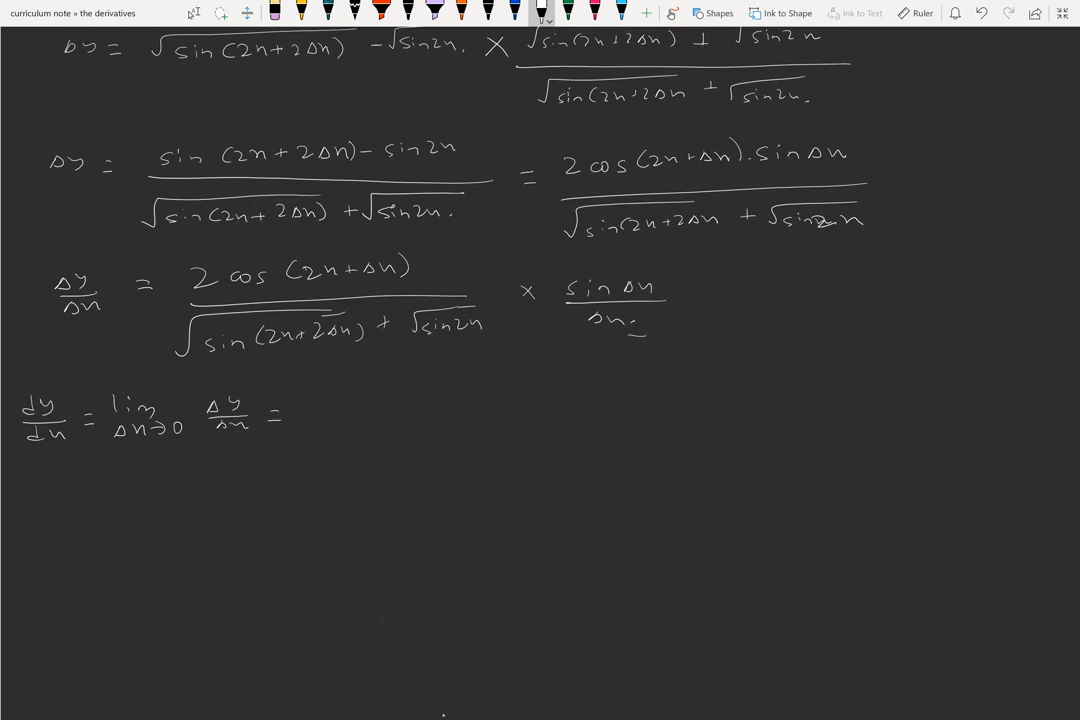 curriculum note » the derivatives Shapes Ink to Shape Ink to Text Ruler
Δy = √sin(2x+2Δx) - √sin2x × (√sin(2x+2Δx) + √sin2x) / (√sin(2x+2Δx) + √sin2x)
Δy = (sin(2x+2Δx) - sin2x) / (√sin(2x+2Δx) + √sin2x) = (2cos(2x+Δx).sinΔx) / (√sin(2x+2Δx) + √sin2x)
Δy/Δx = 2cos(2x+Δx) / (√sin(2x+2Δx) + √sin2x) × sinΔx/Δx
dy/dx = lim Δx→0 Δy/Δx =